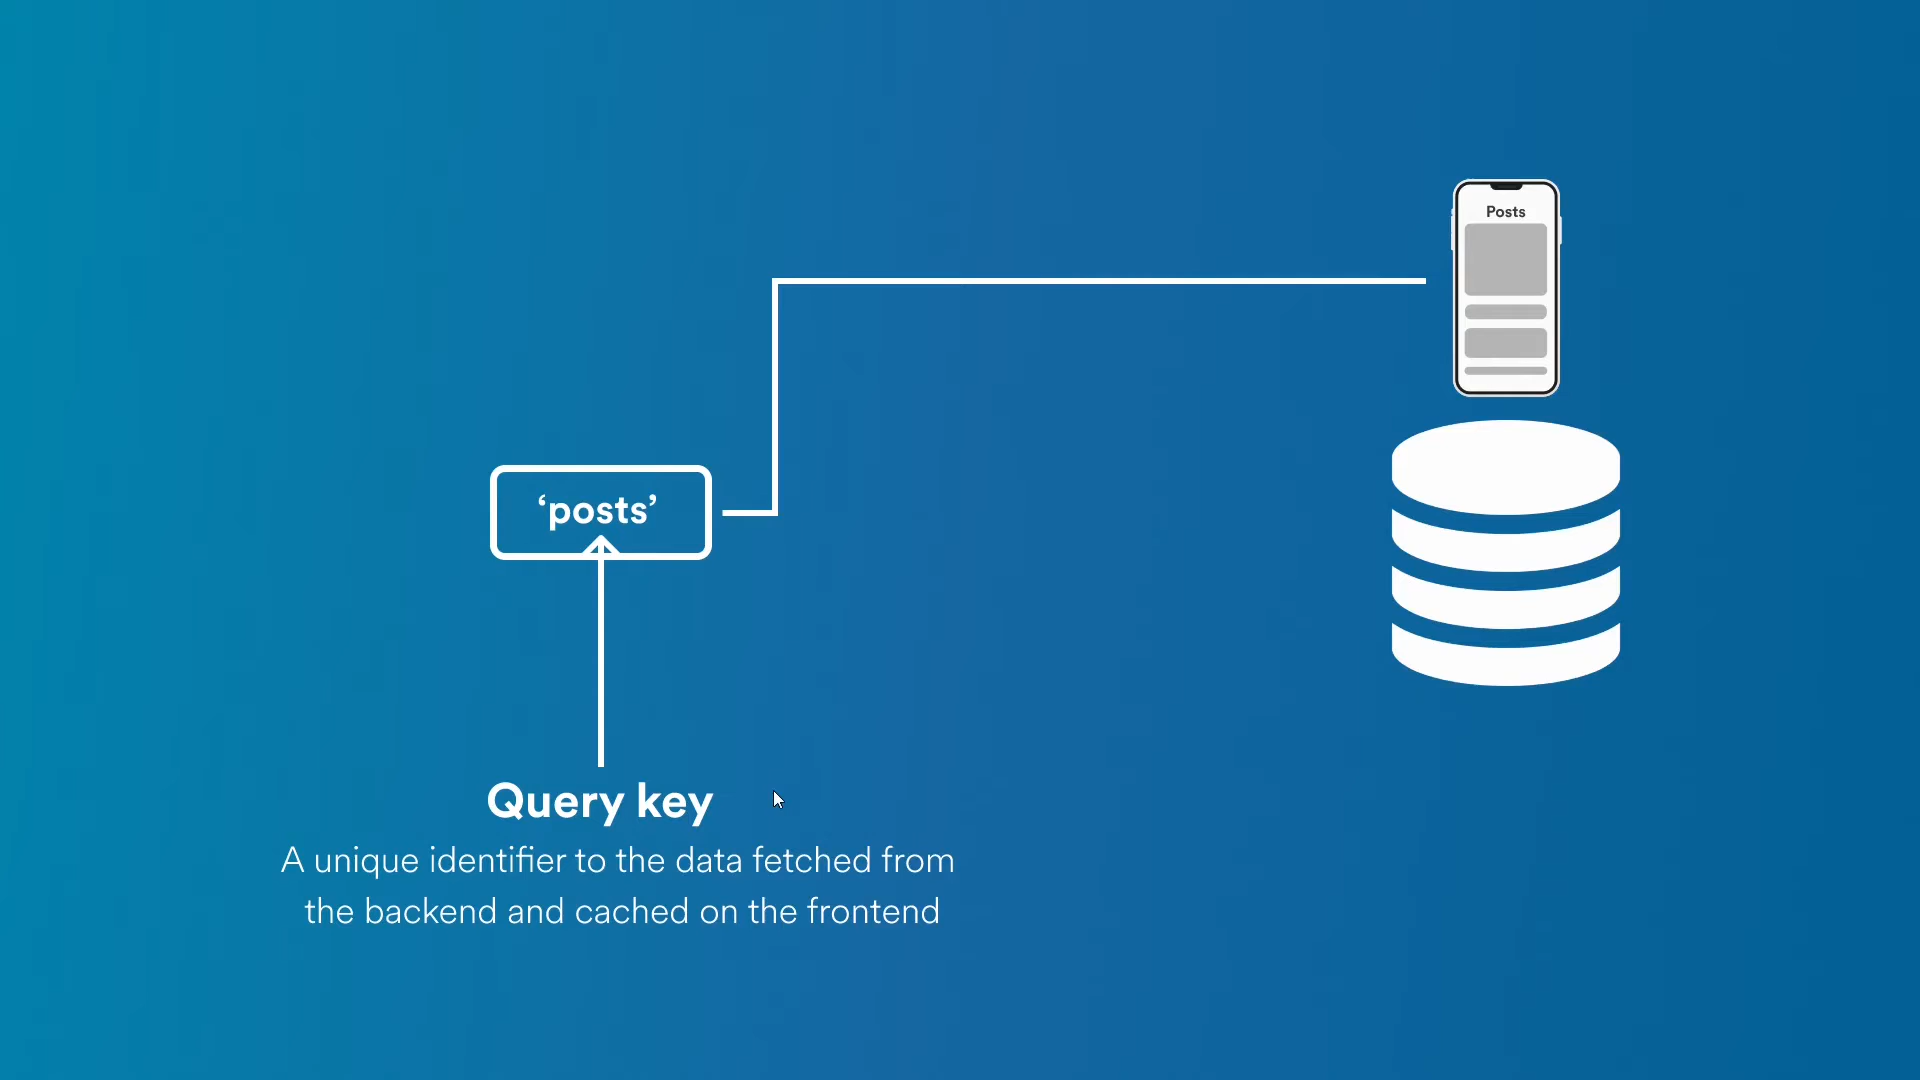 Posts
‘posts’
Query key
A unique identifier to the data fetched from
the backend and cached on the frontend